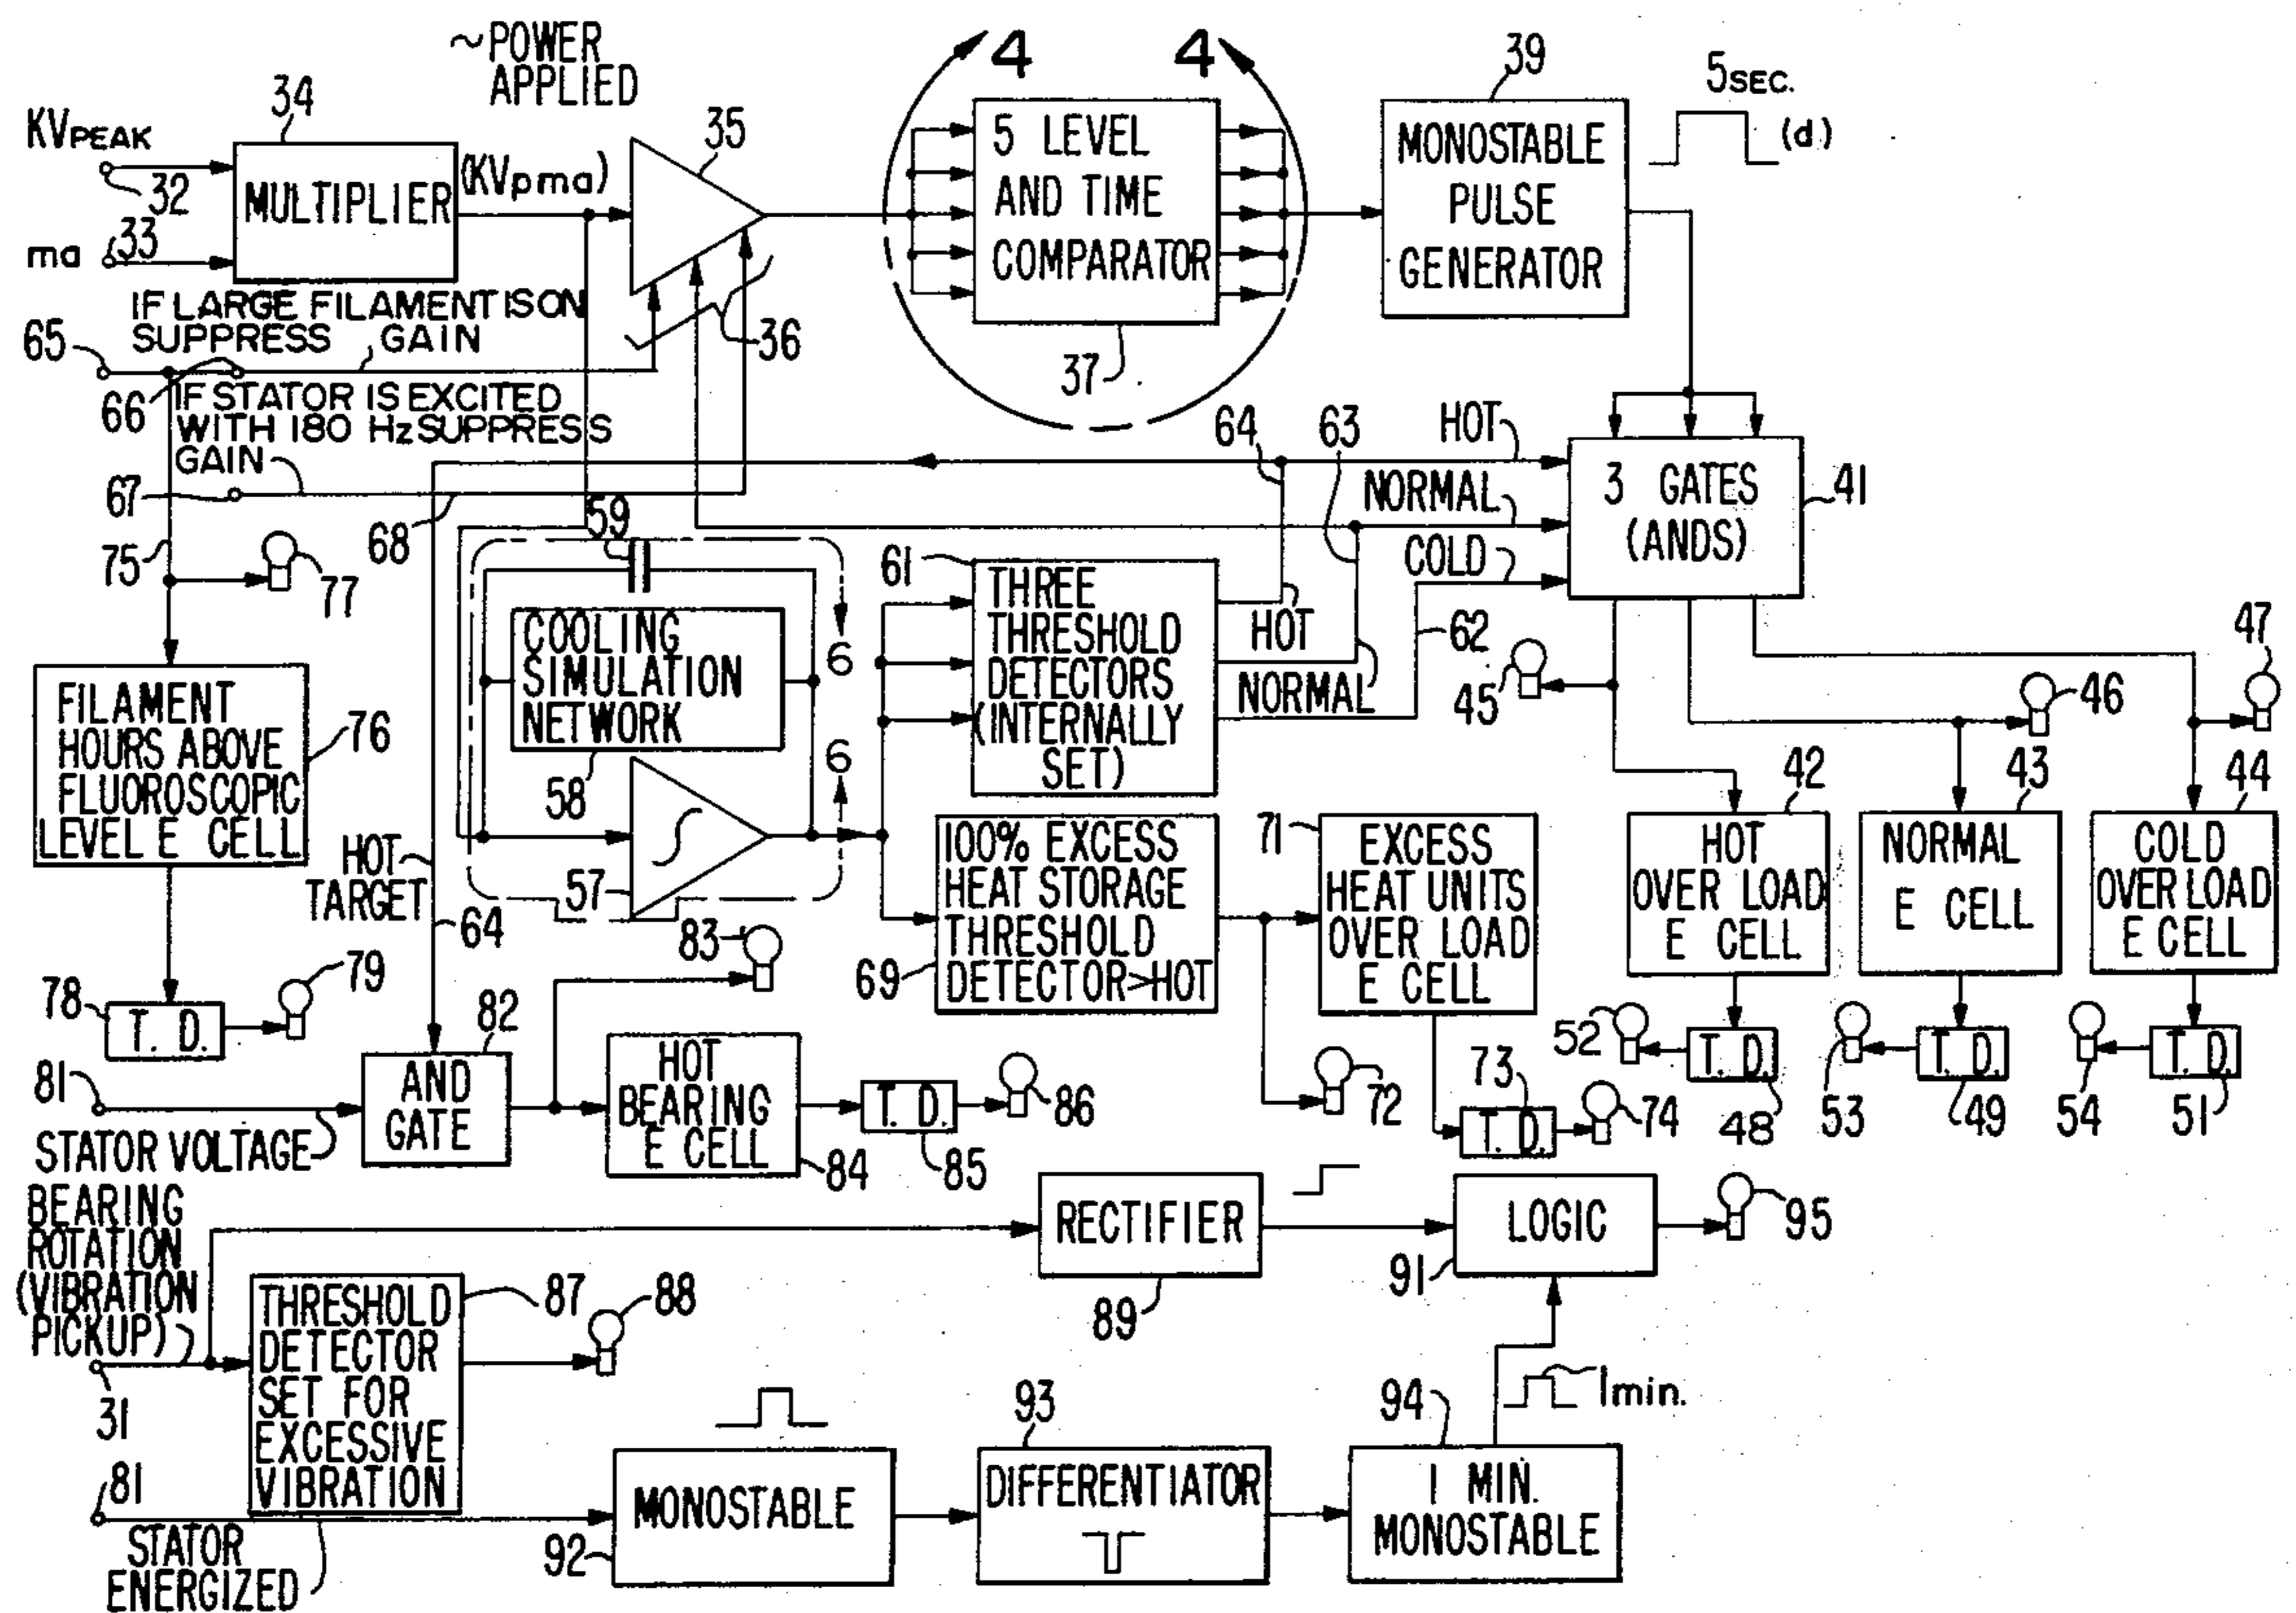 ~POWER
APPLIED
4 4
39
5 SEC.
(d.)
34
35
KVPEAK
32
MULTIPLIER
(KVpma)
ma
33
5 LEVEL
AND TIME
COMPARATOR
37
MONOSTABLE
PULSE
GENERATOR
36
IF LARGE FILAMENT IS ON
SUPPRESS GAIN
65
66
IF STATOR IS EXCITED
WITH 180 Hz SUPPRESS
GAIN
67
68
64
63
HOT
NORMAL
COLD
3 GATES
(ANDS)
41
75
77
59
COOLING
SIMULATION
NETWORK
58
6
6
57
61
THREE
THRESHOLD
DETECTORS
(INTERNALLY
SET)
HOT
NORMAL
62
45
46
47
FILAMENT
HOURS ABOVE
FLUOROSCOPIC
LEVEL E CELL
76
HOT
TARGET
64
100% EXCESS
HEAT STORAGE
THRESHOLD
DETECTOR>HOT
69
71
EXCESS
HEAT UNITS
OVER LOAD
E CELL
42
HOT
OVER LOAD
E CELL
43
NORMAL
E CELL
44
COLD
OVER LOAD
E CELL
78
T. D.
79
83
82
81
STATOR VOLTAGE
AND
GATE
HOT
BEARING
E CELL
84
T. D.
85
86
72
73
T. D.
74
52
T. D.
48
53
T. D.
49
54
T. D.
51
BEARING
ROTATION
(VIBRATION
PICKUP)
31
THRESHOLD
DETECTOR
SET FOR
EXCESSIVE
VIBRATION
87
88
RECTIFIER
89
LOGIC
91
95
81
STATOR
ENERGIZED
MONOSTABLE
92
93
DIFFERENTIATOR
94
1 min.
1 MIN.
MONOSTABLE